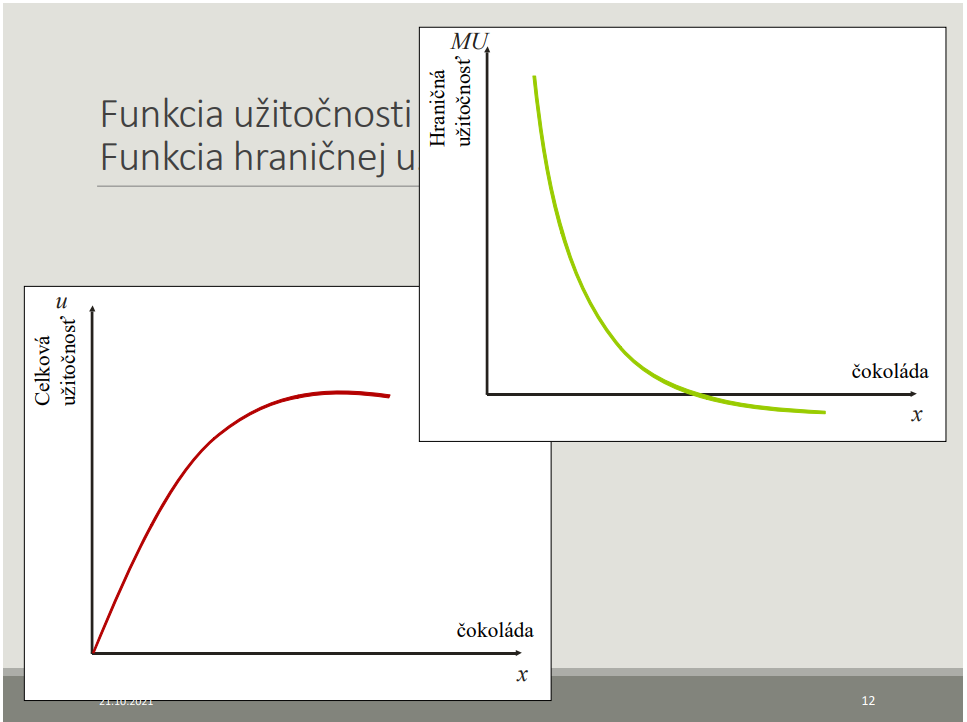 Funkcia užitočnosti
Funkcia hraničnej u
MU
Hraničná
užitočnosť
čokoláda
x
u
Celková
užitočnosť
čokoláda
x
21.10.2021
12